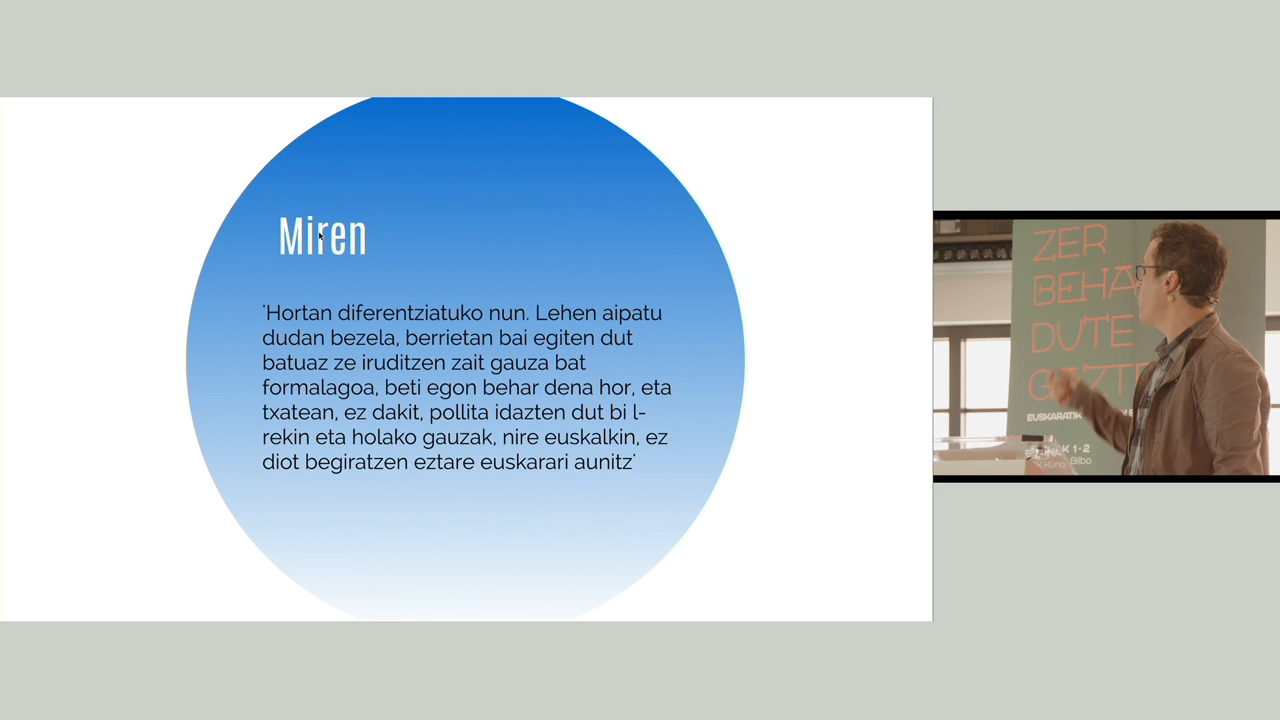 Miren
'Hortan diferentziatuko nun. Lehen aipatu
dudan bezela, berrietan bai egiten dut
batuaz ze iruditzen zait gauza bat
formalagoa, beti egon behar dena hor, eta
txatean, ez dakit, pollita idazten dut bi l-
rekin eta holako gauzak, nire euskalkin, ez
diot begiratzen eztare euskarari aunitz'
ZER
BEHA
DUTE
1-2
Bilbo